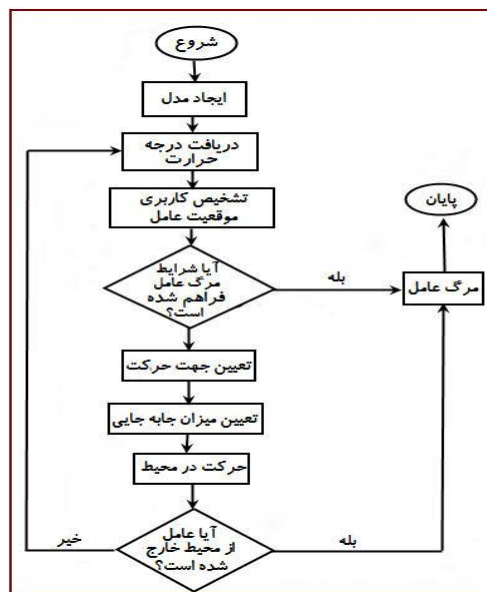 شروع
ایجاد مدل
دریافت درجه
حرارت
تشخیص کاربری
موقعیت عامل
آیا شرایط
مرگ عامل
فراهم شده
است؟
بله
مرگ عامل
پایان
تعیین جهت حرکت
تعیین میزان جابه جایی
حرکت در محیط
آیا عامل
از محیط خارج
شده است؟
خیر
بله